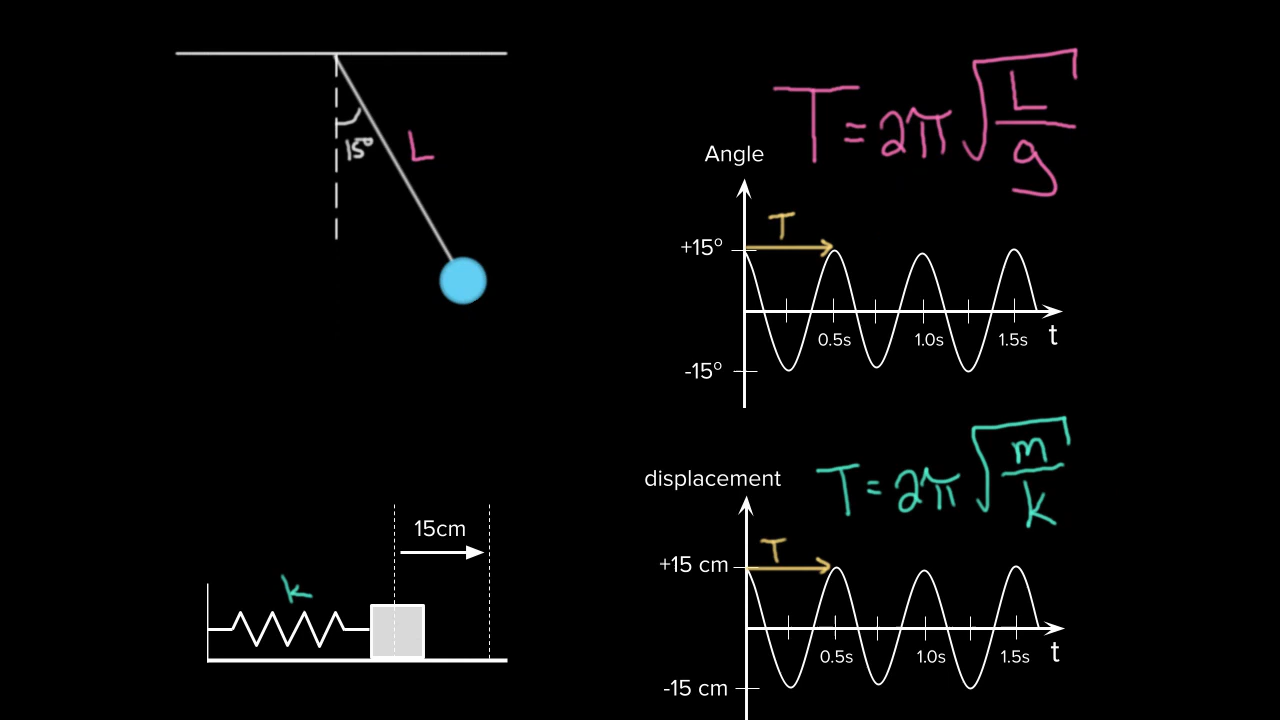 15°
L
T = 2π√(L/g)
Angle
T
+15°
-15°
0.5s 1.0s 1.5s t
k
15cm
T = 2π√(m/k)
displacement
T
+15 cm
-15 cm
0.5s 1.0s 1.5s t